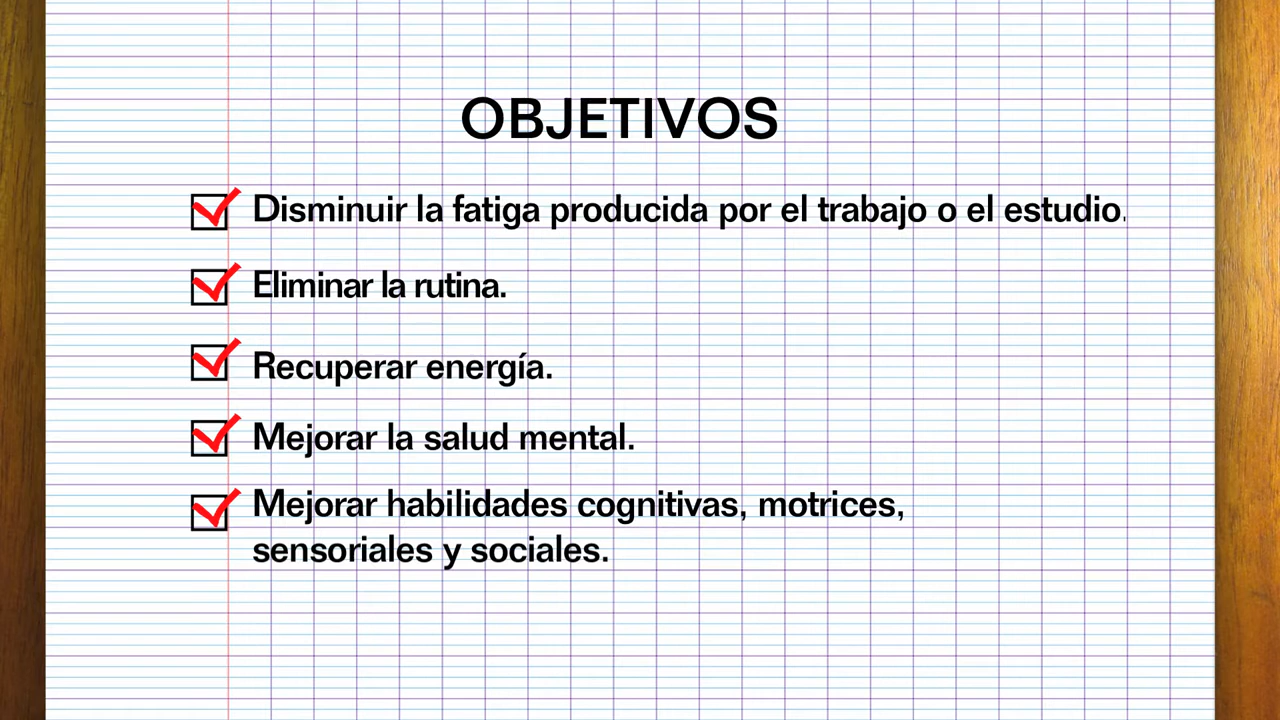 OBJETIVOS
Disminuir la fatiga producida por el trabajo o el estudio.
Eliminar la rutina.
Recuperar energía.
Mejorar la salud mental.
Mejorar habilidades cognitivas, motrices,
sensoriales y sociales.